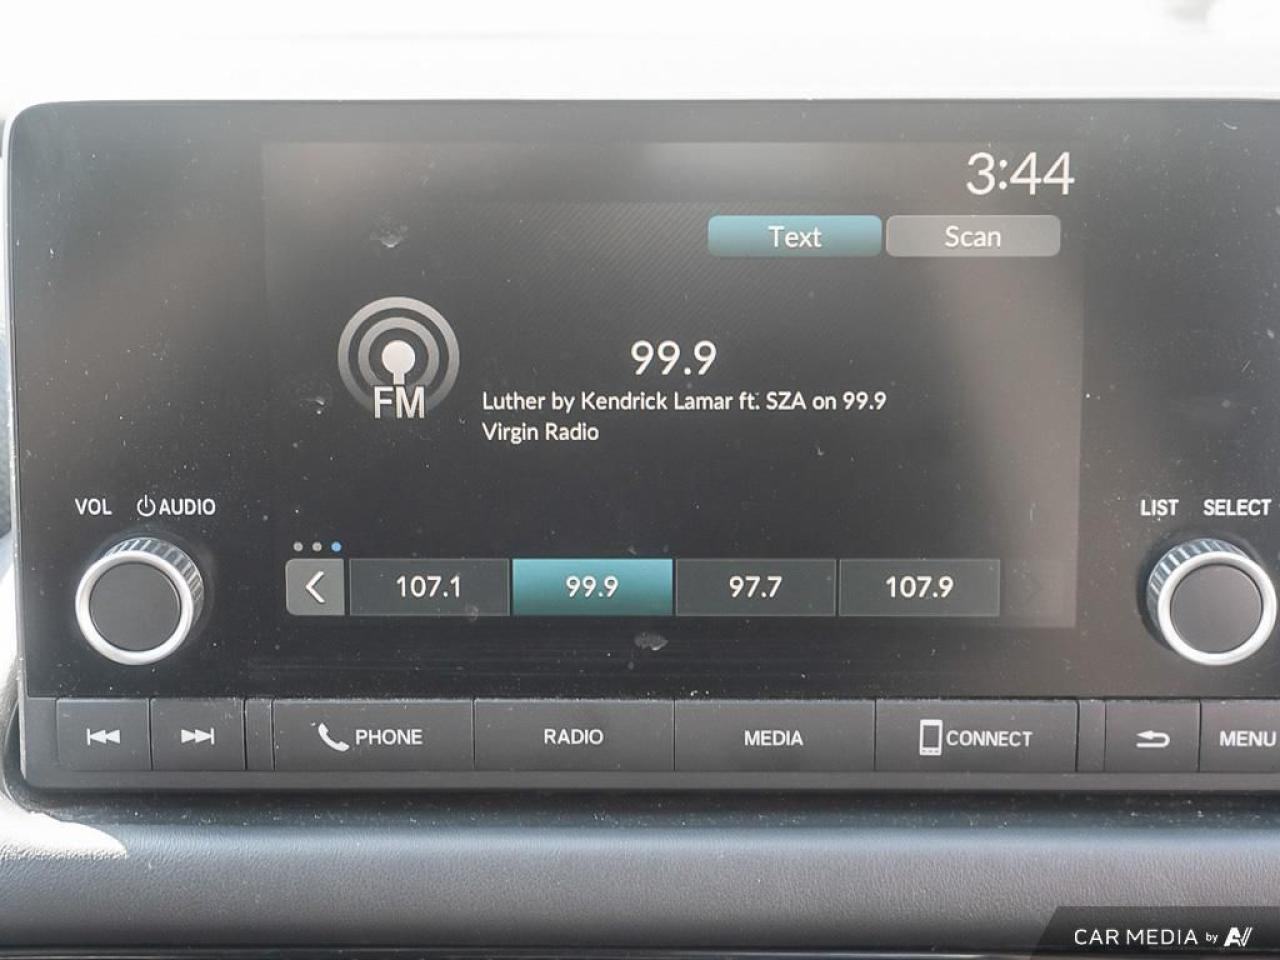 3:44
Text
Scan
FM
99.9
Luther by Kendrick Lamar ft. SZA on 99.9
Virgin Radio
VOL
AUDIO
LIST
SELECT
107.1
99.9
97.7
107.9
PHONE
RADIO
MEDIA
CONNECT
MENU
CAR MEDIA by AV